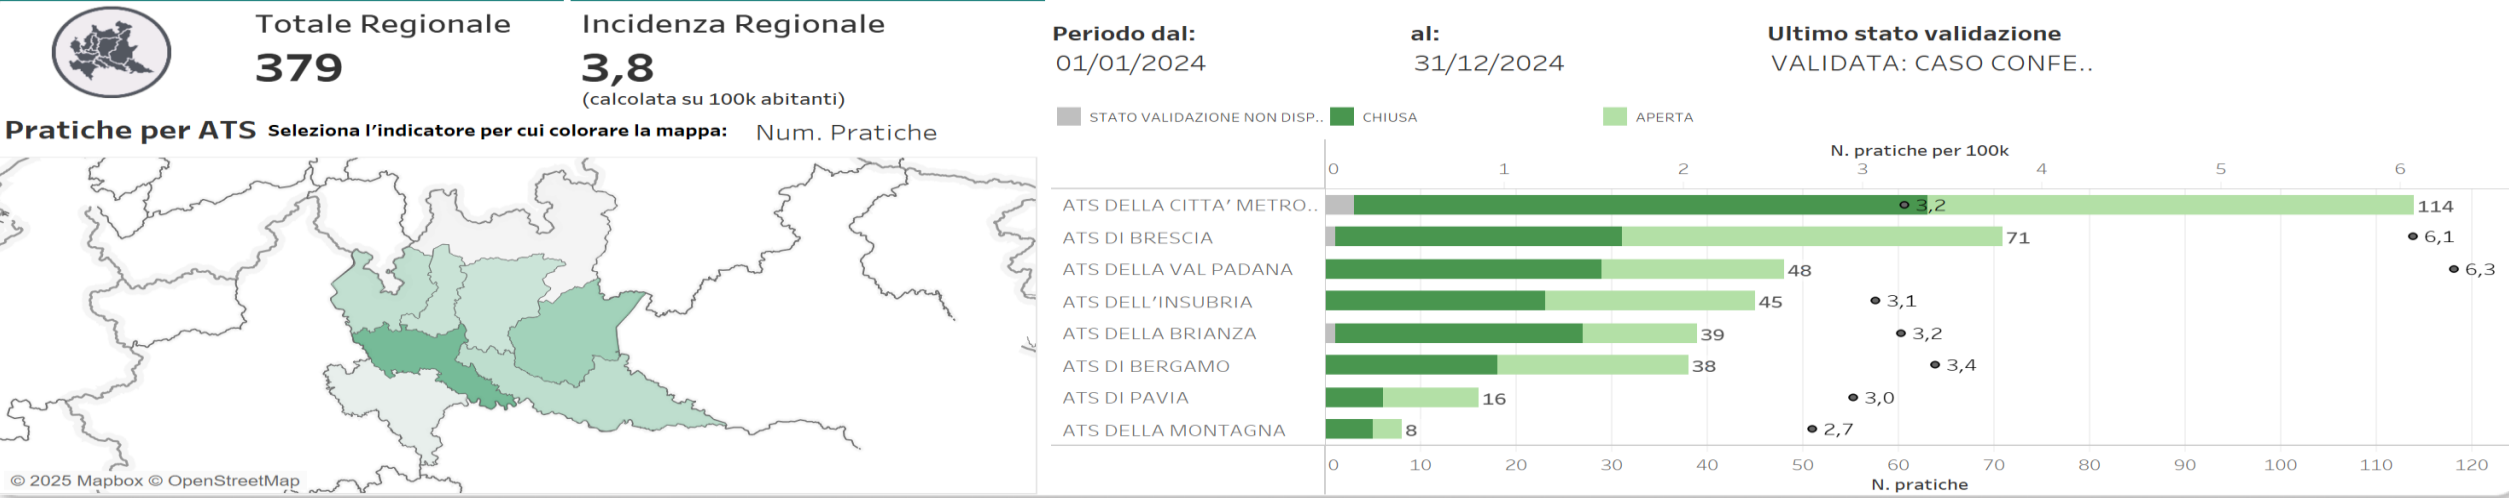 Totale Regionale
379
Incidenza Regionale
3,8
(calcolata su 100k abitanti)
Pratiche per ATS Seleziona l'indicatore per cui colorare la mappa: Num. Pratiche
© 2025 Mapbox © OpenStreetMap
Periodo dal: al: Ultimo stato validazione
01/01/2024 31/12/2024 VALIDATA: CASO CONFE..
STATO VALIDAZIONE NON DISP.. CHIUSA APERTA
N. pratiche per 100k
0 1 2 3 4 5 6
ATS DELLA CITTA' METRO.. 3,2 114
ATS DI BRESCIA 71 6,1
ATS DELLA VAL PADANA 48 6,3
ATS DELL'INSUBRIA 45 3,1
ATS DELLA BRIANZA 39 3,2
ATS DI BERGAMO 38 3,4
ATS DI PAVIA 16 3,0
ATS DELLA MONTAGNA 8 2,7
0 10 20 30 40 50 60 70 80 90 100 110 120
N. pratiche